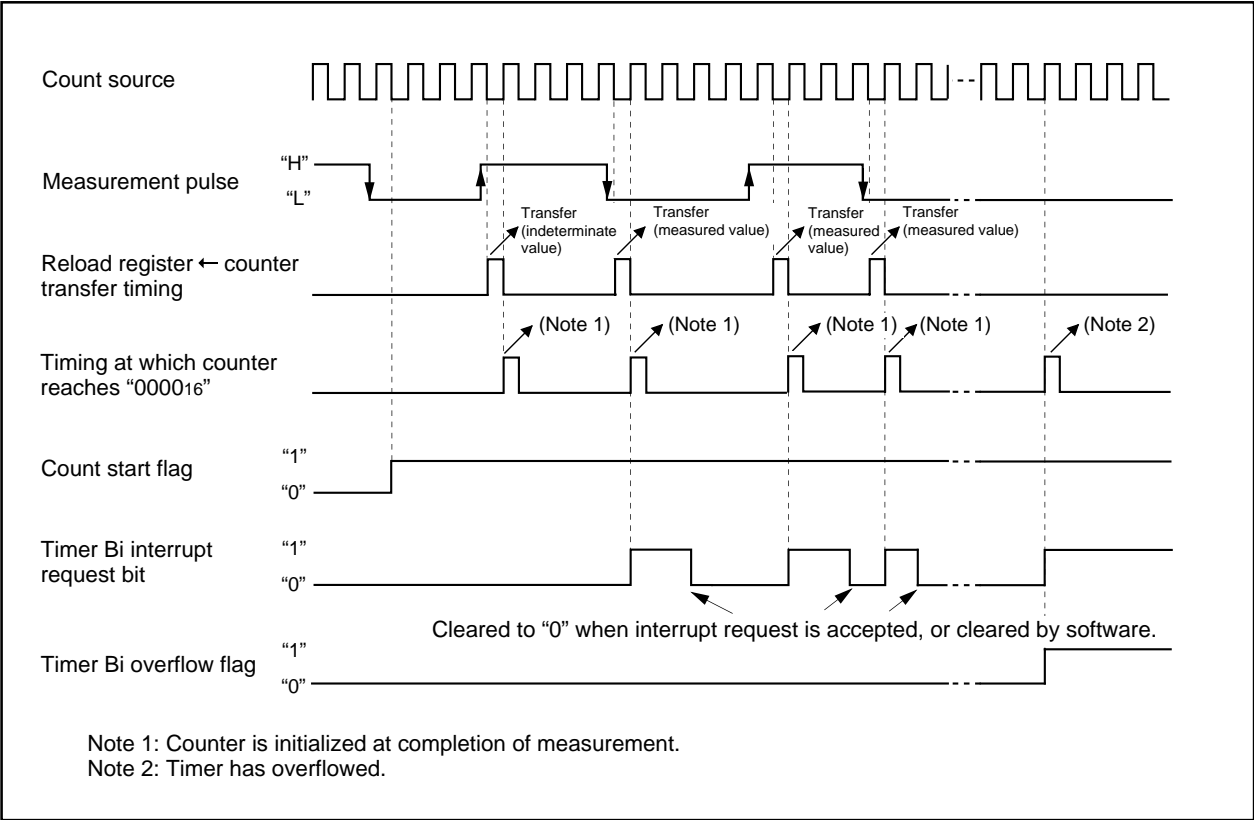 Count source
Measurement pulse
“H”
“L”
Transfer
(indeterminate
value)
Transfer
(measured value)
Transfer
(measured
value)
Transfer
(measured value)
Reload register ← counter
transfer timing
(Note 1)
(Note 1)
(Note 1)
(Note 1)
(Note 2)
Timing at which counter
reaches “000016”
Count start flag
“1”
“0”
Timer Bi interrupt
request bit
“1”
“0”
Cleared to “0” when interrupt request is accepted, or cleared by software.
Timer Bi overflow flag
“1”
“0”
Note 1: Counter is initialized at completion of measurement.
Note 2: Timer has overflowed.